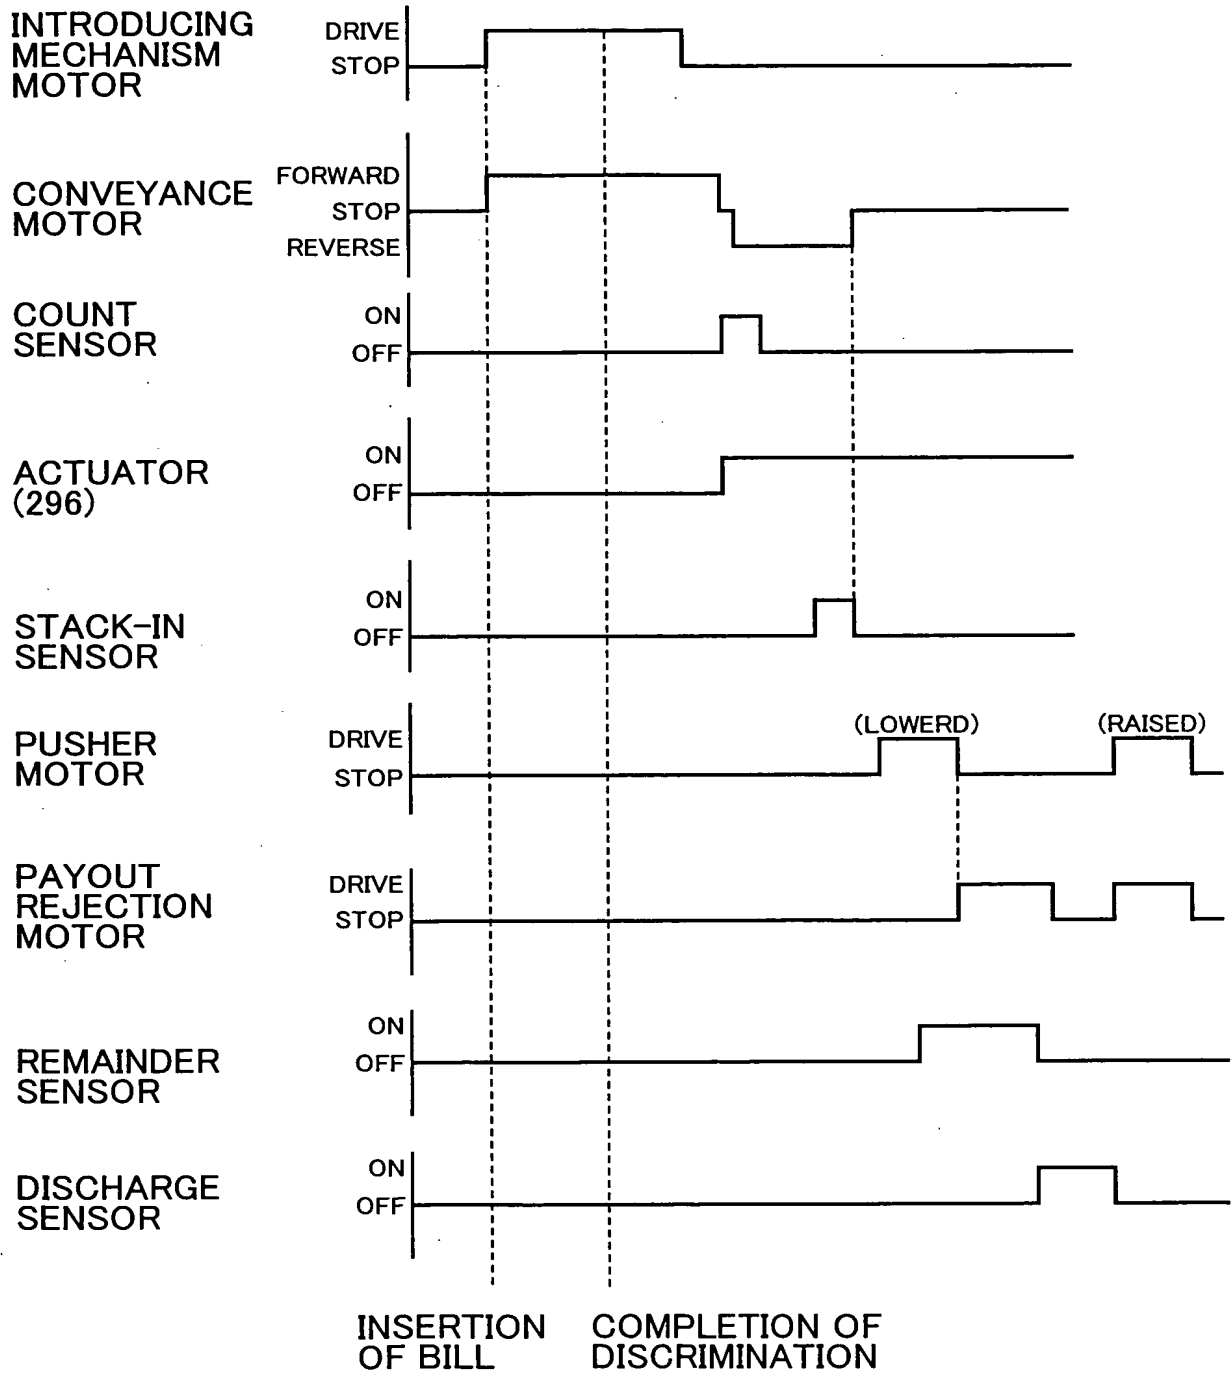 INTRODUCING
MECHANISM
MOTOR
DRIVE
STOP
CONVEYANCE
MOTOR
FORWARD
STOP
REVERSE
COUNT
SENSOR
ON
OFF
ACTUATOR
(296)
ON
OFF
STACK-IN
SENSOR
ON
OFF
PUSHER
MOTOR
DRIVE
STOP
(LOWERD)
(RAISED)
PAYOUT
REJECTION
MOTOR
DRIVE
STOP
REMAINDER
SENSOR
ON
OFF
DISCHARGE
SENSOR
ON
OFF
INSERTION
OF BILL
COMPLETION OF
DISCRIMINATION